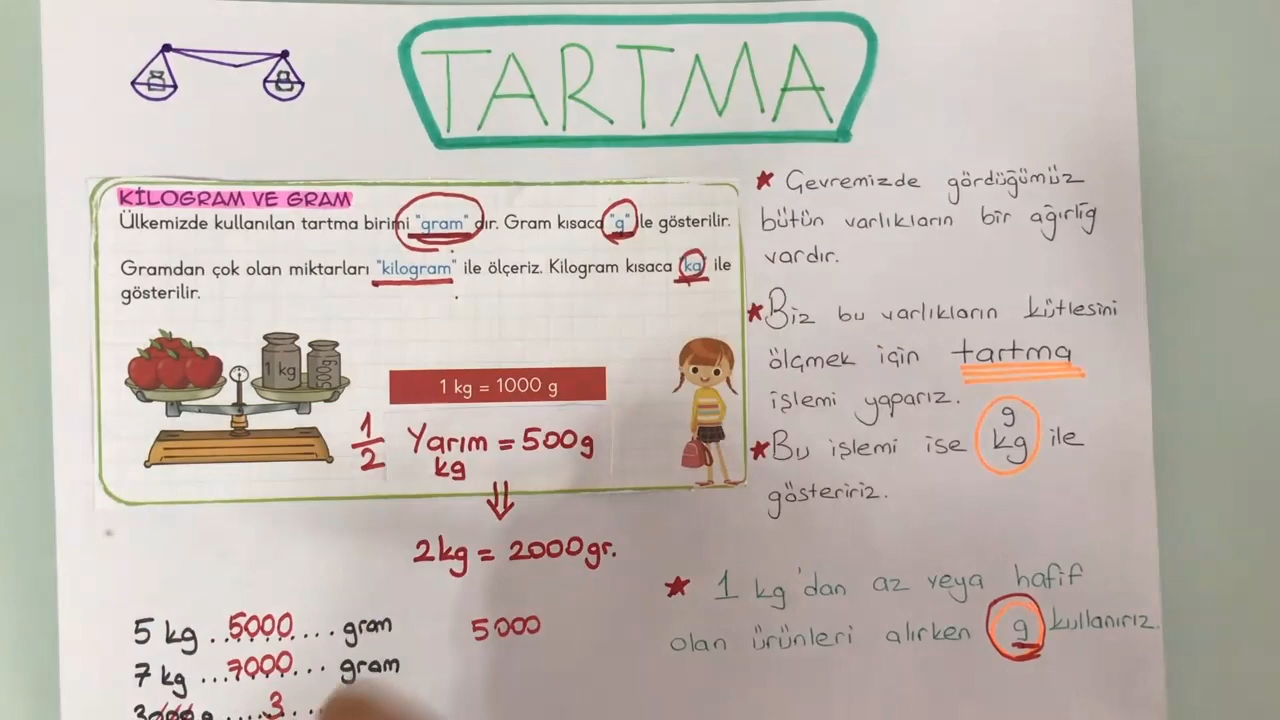 TARTMA
KİLOGRAM VE GRAM
Ülkemizde kullanılan tartma birimi "gram" dır. Gram kısaca "g" ile gösterilir.
Gramdan çok olan miktarları "kilogram" ile ölçeriz. Kilogram kısaca "kg" ile
gösterilir.
1 kg
500g
1 kg = 1000 g
1/2 Yarım = 500g
kg
2kg = 2000gr.
5 kg ..5000.... gram
5000
7 kg ...7000... gram
3000g ....3...
★ Çevremizde gördüğümüz
bütün varlıkların bir ağırlığ
vardır.
★ Biz bu varlıkların kütlesini
ölçmek için tartma
işlemi yaparız.
★ Bu işlemi ise g kg ile
gösteririz.
★ 1 kg'dan az veya hafif
olan ürünleri alırken g kullanırız.